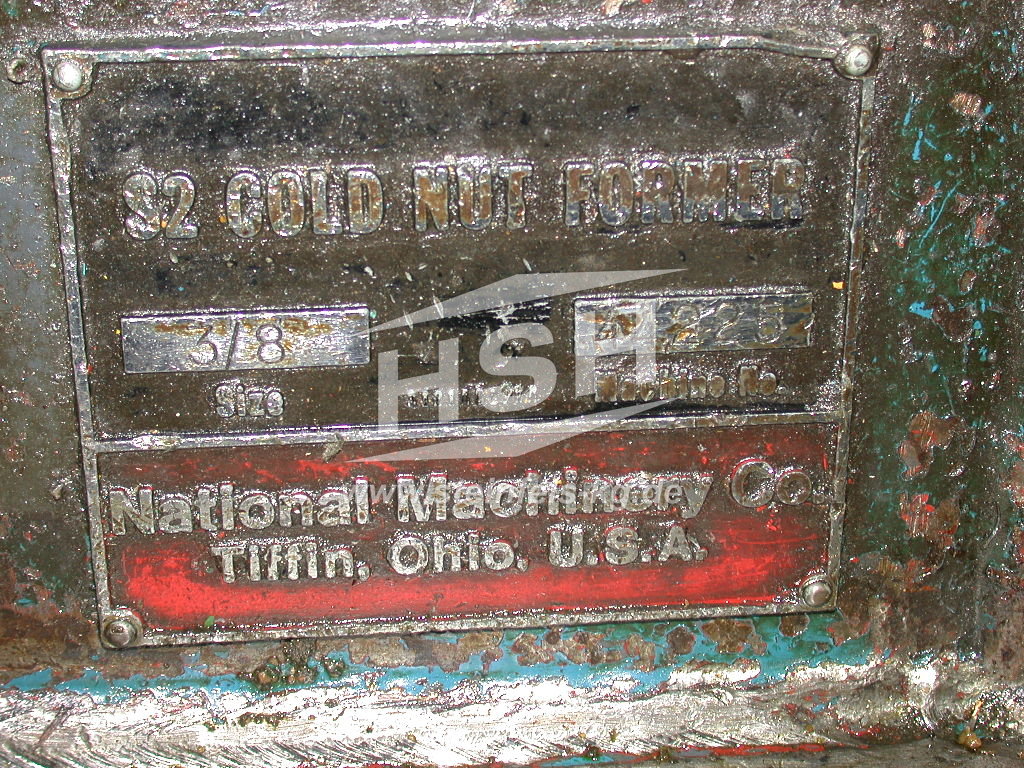 S2 COLD NUT FORMER
3/8
Size
Machine No.
HSH
National Machinery Co.
Tiffin, Ohio, U.S.A.